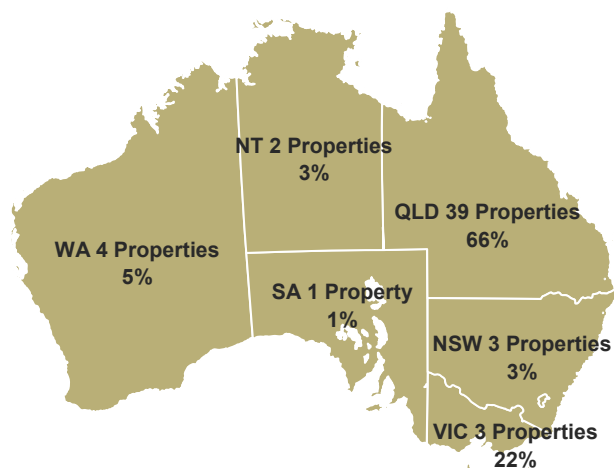 NT 2 Properties
3%
QLD 39 Properties
66%
WA 4 Properties
5%
SA 1 Property
1%
NSW 3 Properties
3%
VIC 3 Properties
22%